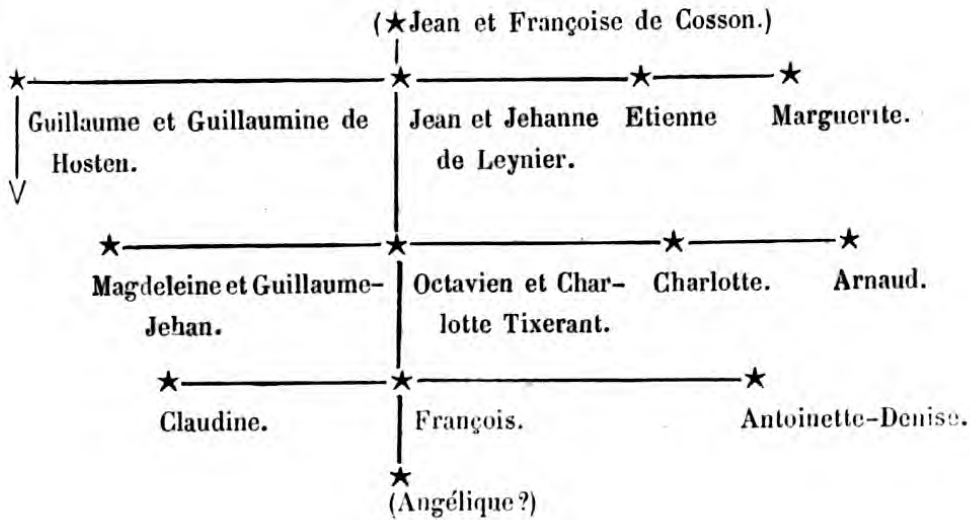 (★Jean et Françoise de Cosson.)
Guillaume et Guillaumine de
Hosten.
Jean et Jehanne
de Leynier.
Etienne
Marguerite.
Magdeleine et Guillaume-
Jehan.
Octavien et Char-
lotte Tixerant.
Charlotte.
Arnaud.
Claudine.
François.
Antoinette-Denise.
(Angélique?)